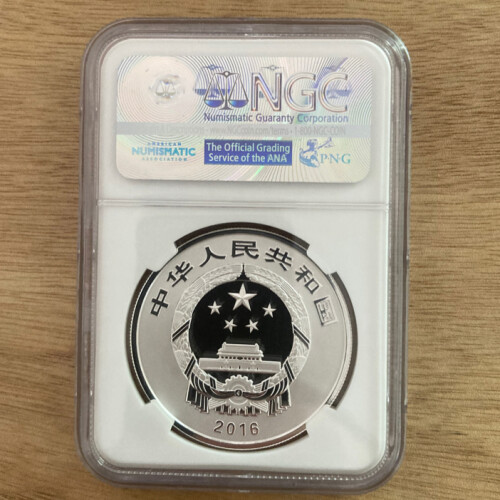 NGC
Numismatic Guaranty Corporation
NUMISMATIC
ASSOCIATION
The Official Grading
Service of the ANA
PNG
中华人民共和国
2016